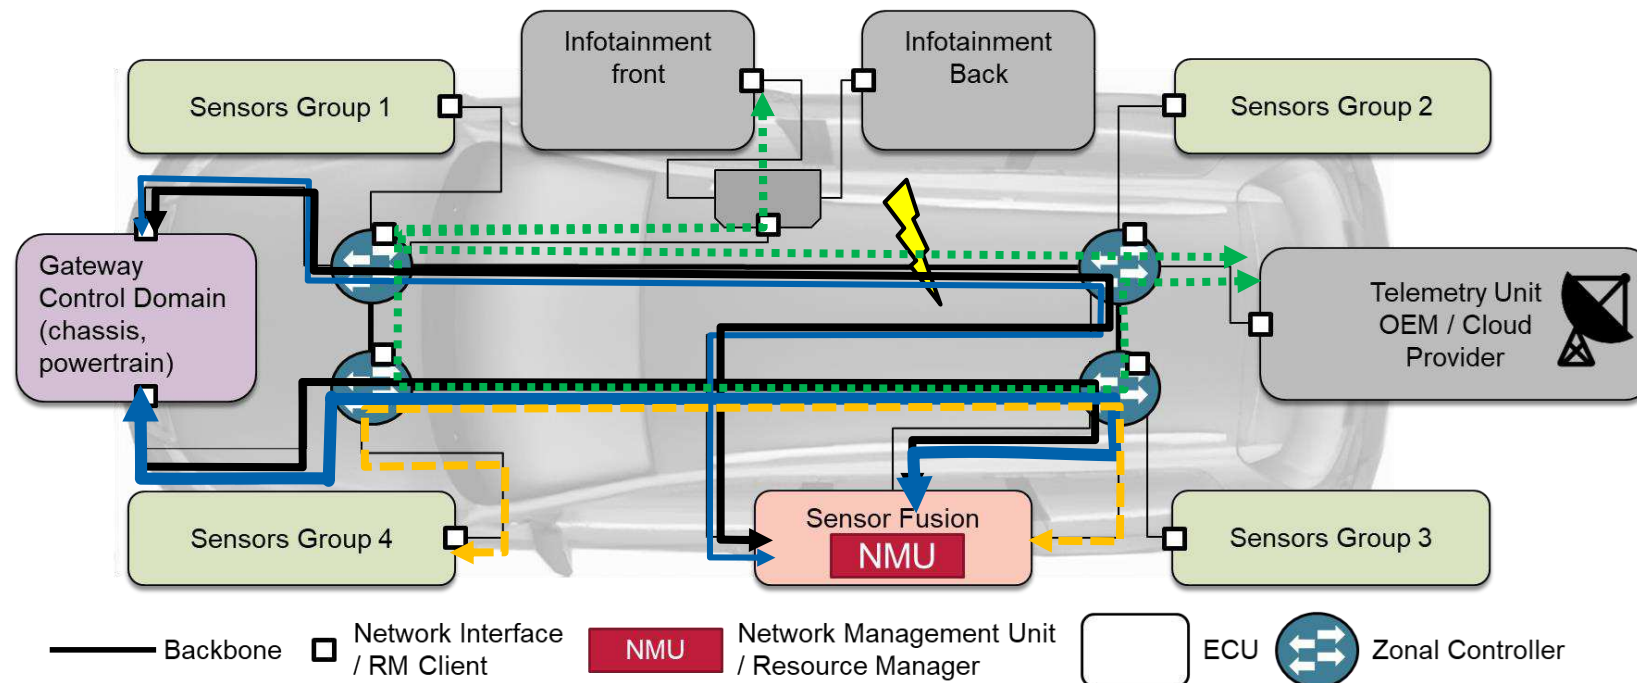 Infotainment
front
Infotainment
Back
Sensors Group 1
Sensors Group 2
Gateway
Control Domain
(chassis,
powertrain)
Telemetry Unit
OEM / Cloud
Provider
Sensors Group 4
Sensor Fusion
NMU
Sensors Group 3
Backbone
Network Interface
/ RM Client
NMU
Network Management Unit
/ Resource Manager
ECU
Zonal Controller